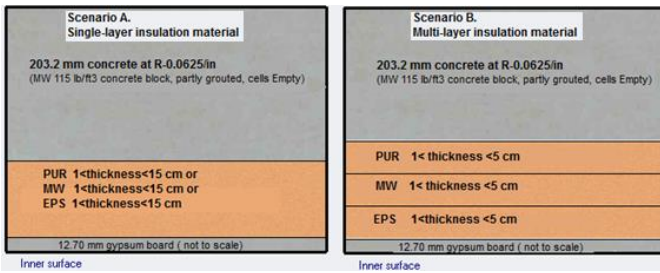 Scenario A.
Single-layer insulation material
203.2 mm concrete at R-0.0625/in
(MW 115 lb/ft3 concrete block, partly grouted, cells Empty)
PUR 1<thickness<15 cm or
MW 1<thickness<15 cm or
EPS 1<thickness<15 cm
12.70 mm gypsum board ( not to scale)
Inner surface
Scenario B.
Multi-layer insulation material
203.2 mm concrete at R-0.0625/in
(MW 115 lb/ft3 concrete block, partly grouted, cells Empty)
PUR 1< thickness <5 cm
MW 1< thickness <5 cm
EPS 1<thickness <5 cm
12.70 mm gypsum board ( not to scale)
Inner surface